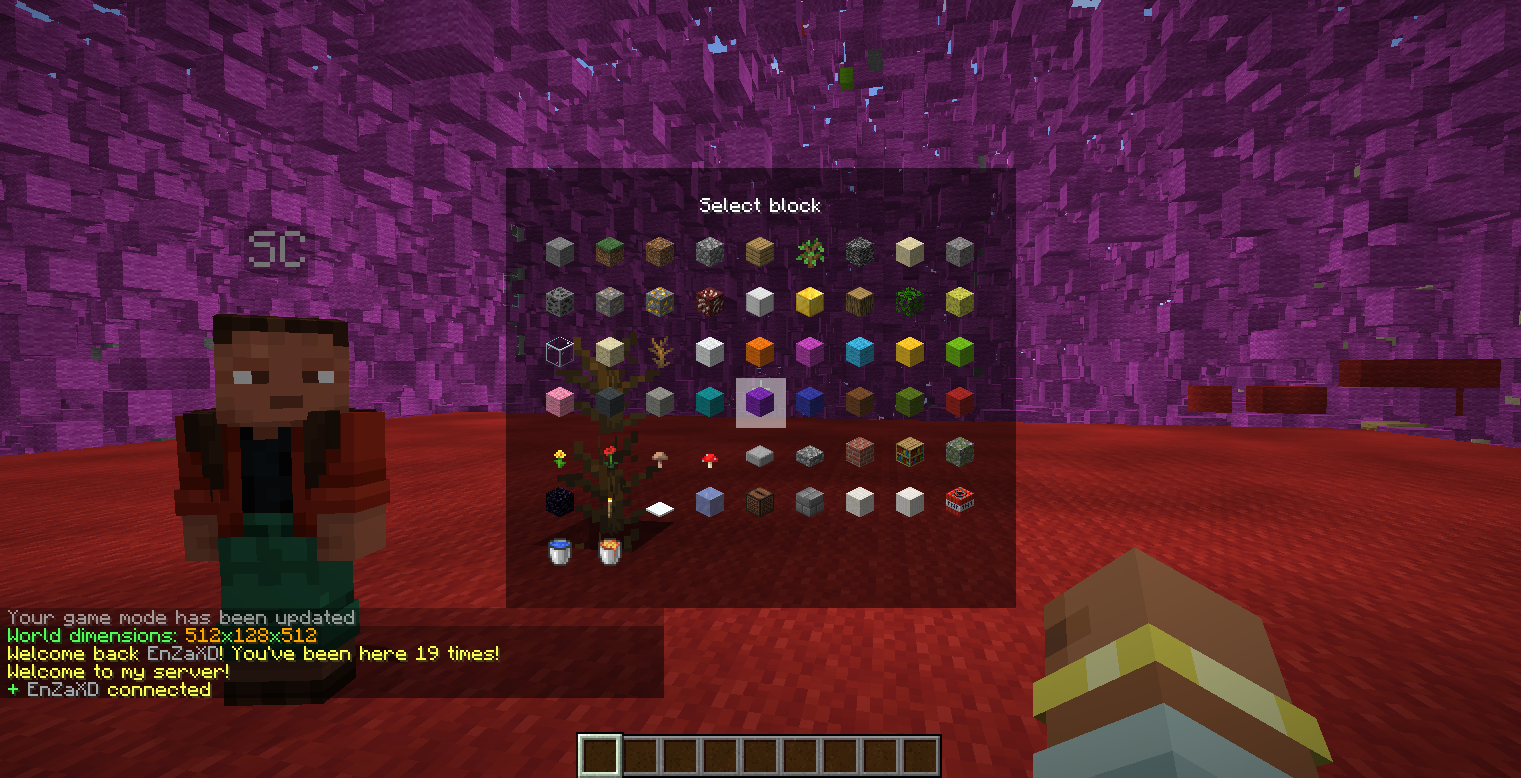 Select block
SC
Your game mode has been updated
World dimensions: 512x128x512
Welcome back EnZaXD! You've been here 19 times!
Welcome to my server!
+ EnZaXD connected